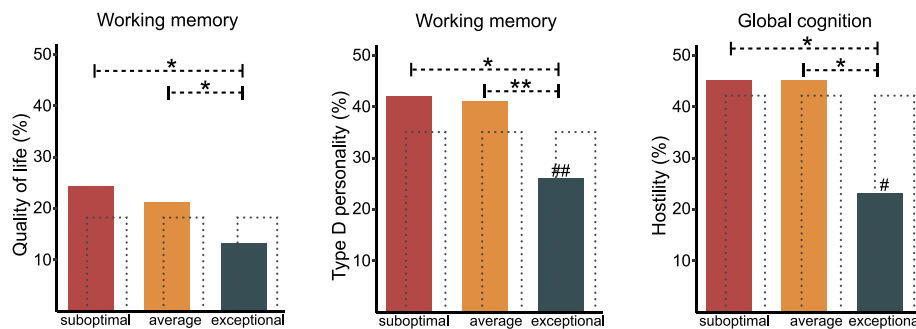 Working memory
Quality of life (%)
50
40
30
20
10
*
*
suboptimal average exceptional
Working memory
Type D personality (%)
50
40
30
20
10
*
**
##
suboptimal average exceptional
Global cognition
Hostility (%)
50
40
30
20
10
*
*
#
suboptimal average exceptional